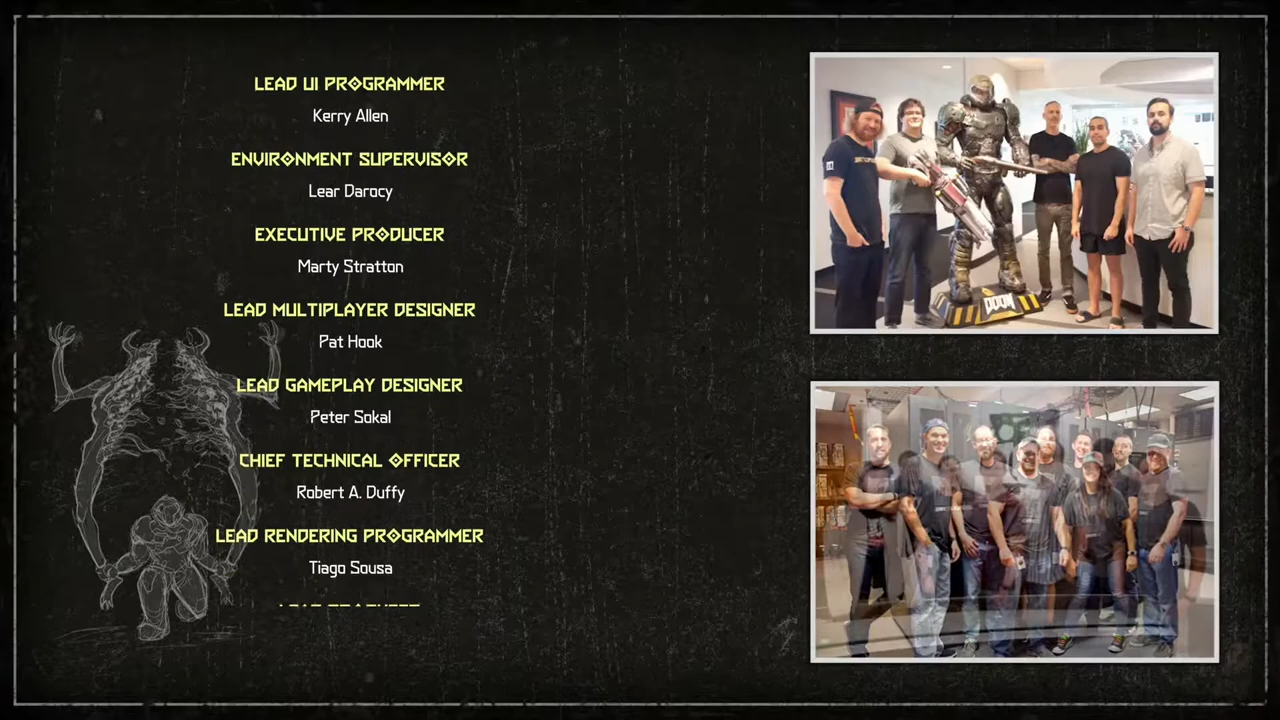 LEAD UI PROGRAMMER
Kerry Allen
ENVIRONMENT SUPERVISOR
Lear Darocy
EXECUTIVE PRODUCER
Marty Stratton
LEAD MULTIPLAYER DESIGNER
Pat Hook
LEAD GAMEPLAY DESIGNER
Peter Sokal
CHIEF TECHNICAL OFFICER
Robert A. Duffy
LEAD RENDERING PROGRAMMER
Tiago Sousa
DOOM